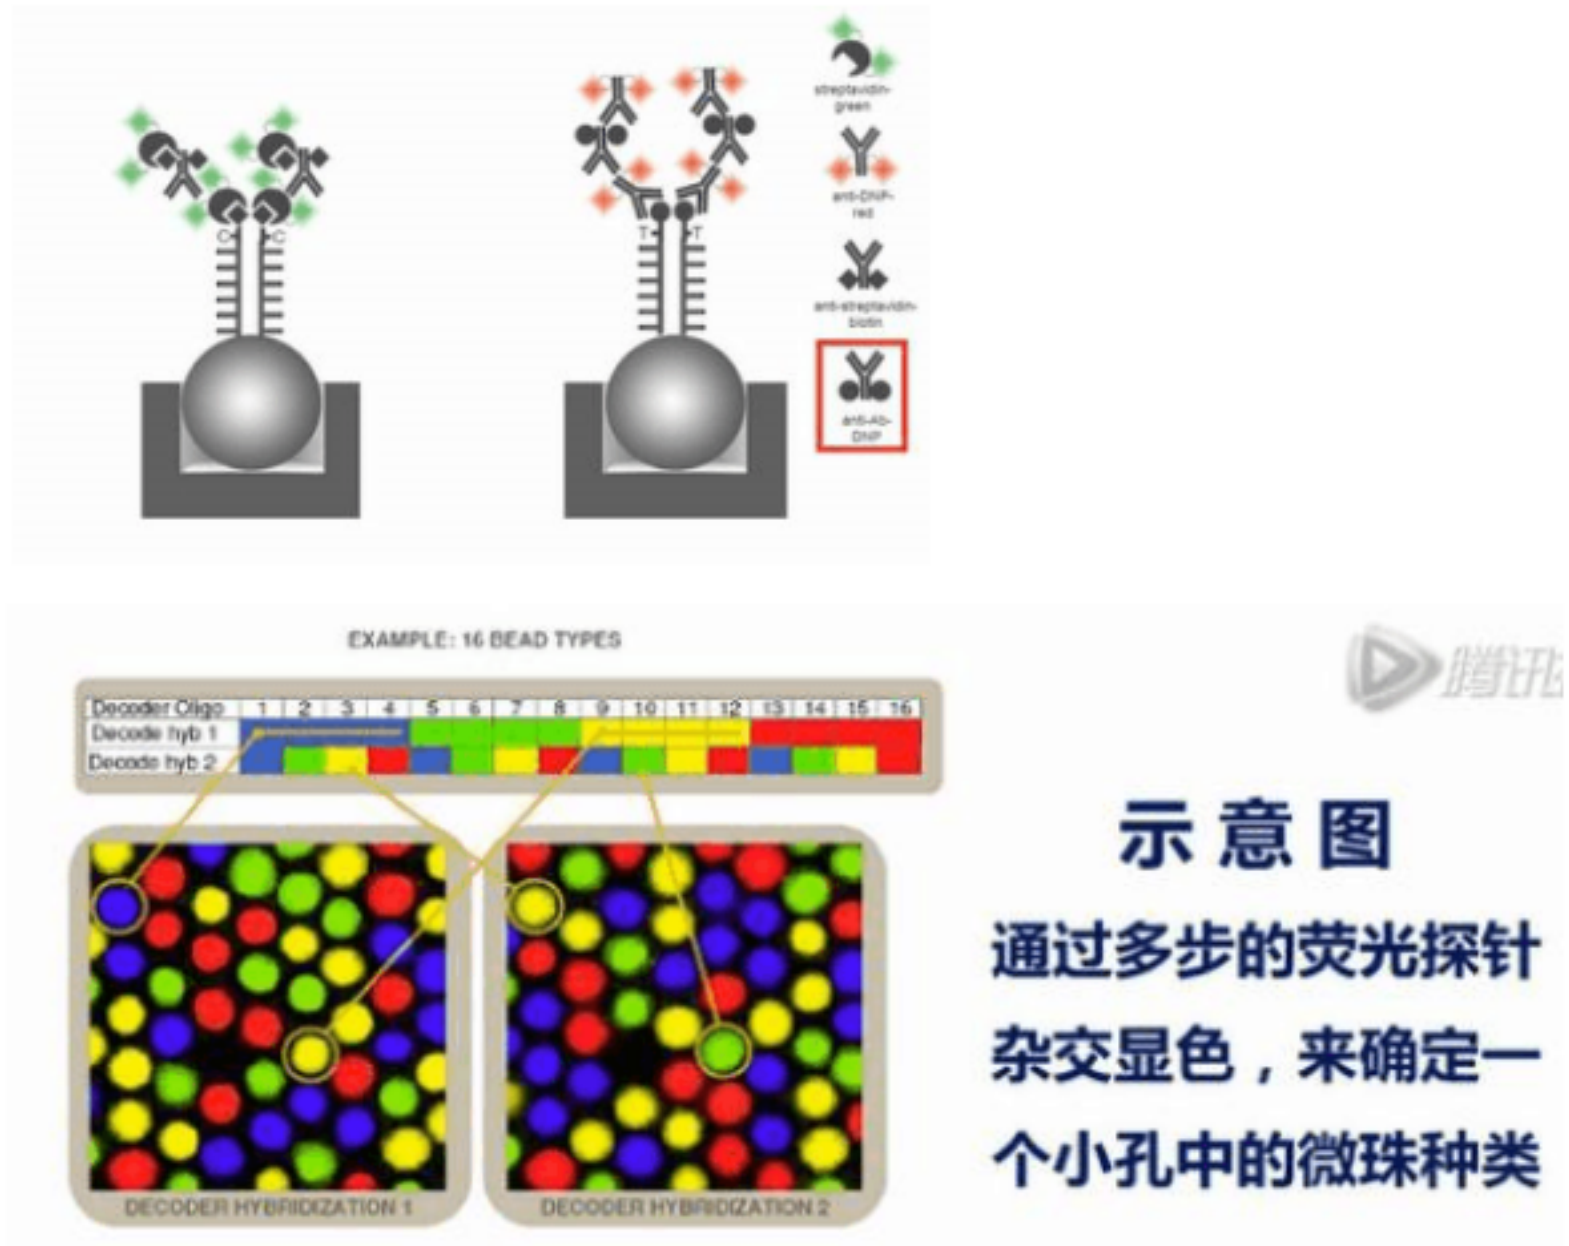 streptavidin-
green
anti-DNP-
red
anti-streptavidin-
biotin
anti-Ab-
DNP
C C
T T
EXAMPLE: 16 BEAD TYPES
Decoder Oligo 1 2 3 4 5 6 7 8 9 10 11 12 13 14 15 16
Decode hyb 1
Decode hyb 2
DECODER HYBRIDIZATION 1
DECODER HYBRIDIZATION 2
腾讯
示意图
通过多步的荧光探针
杂交显色，来确定一
个小孔中的微珠种类